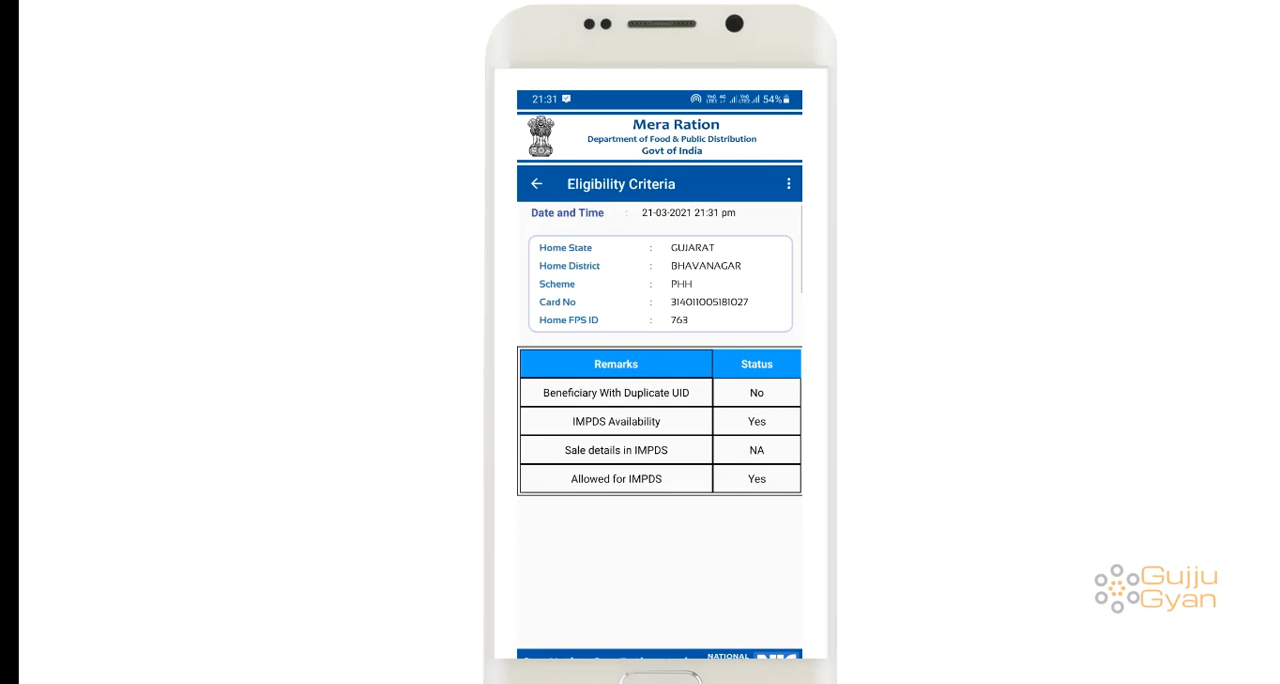 21:31 54%
Mera Ration
Department of Food & Public Distribution
Govt of India
Eligibility Criteria
Date and Time : 21-03-2021 21:31 pm
Home State : GUJARAT
Home District : BHAVANAGAR
Scheme : PHH
Card No : 314011005181027
Home FPS ID : 763
Remarks Status
Beneficiary With Duplicate UID No
IMPDS Availability Yes
Sale details in IMPDS NA
Allowed for IMPDS Yes
Gujju
Gyan
NATIONAL